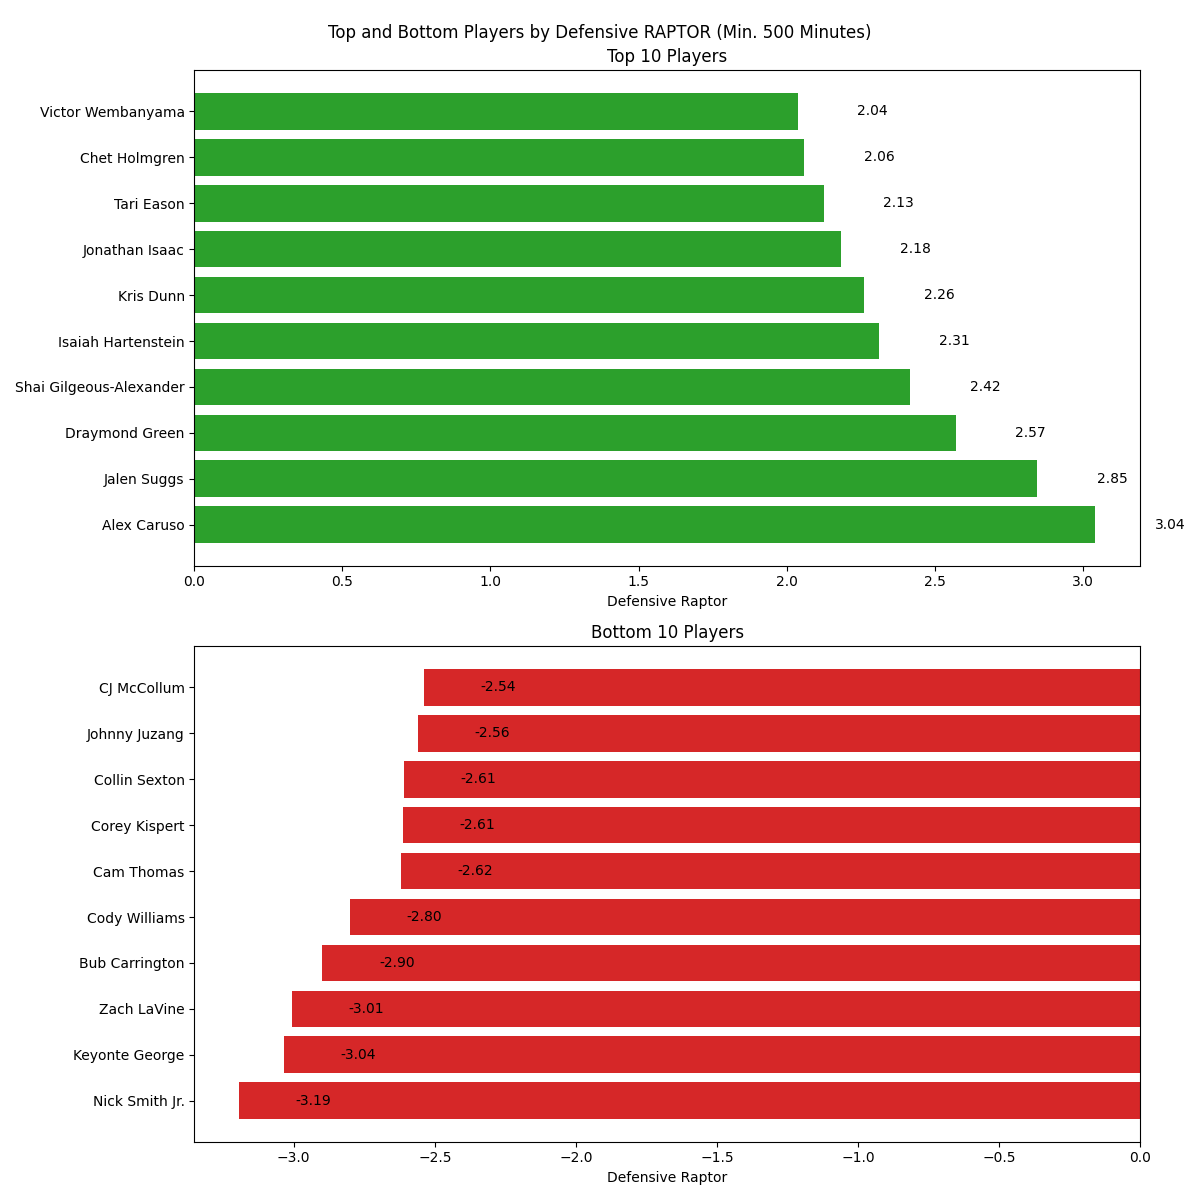 Top and Bottom Players by Defensive RAPTOR (Min. 500 Minutes)
Top 10 Players
Victor Wembanyama 2.04
Chet Holmgren 2.06
Tari Eason 2.13
Jonathan Isaac 2.18
Kris Dunn 2.26
Isaiah Hartenstein 2.31
Shai Gilgeous-Alexander 2.42
Draymond Green 2.57
Jalen Suggs 2.85
Alex Caruso 3.04
0.0 0.5 1.0 1.5 2.0 2.5 3.0
Defensive Raptor
Bottom 10 Players
CJ McCollum -2.54
Johnny Juzang -2.56
Collin Sexton -2.61
Corey Kispert -2.61
Cam Thomas -2.62
Cody Williams -2.80
Bub Carrington -2.90
Zach LaVine -3.01
Keyonte George -3.04
Nick Smith Jr. -3.19
−3.0 −2.5 −2.0 −1.5 −1.0 −0.5 0.0
Defensive Raptor